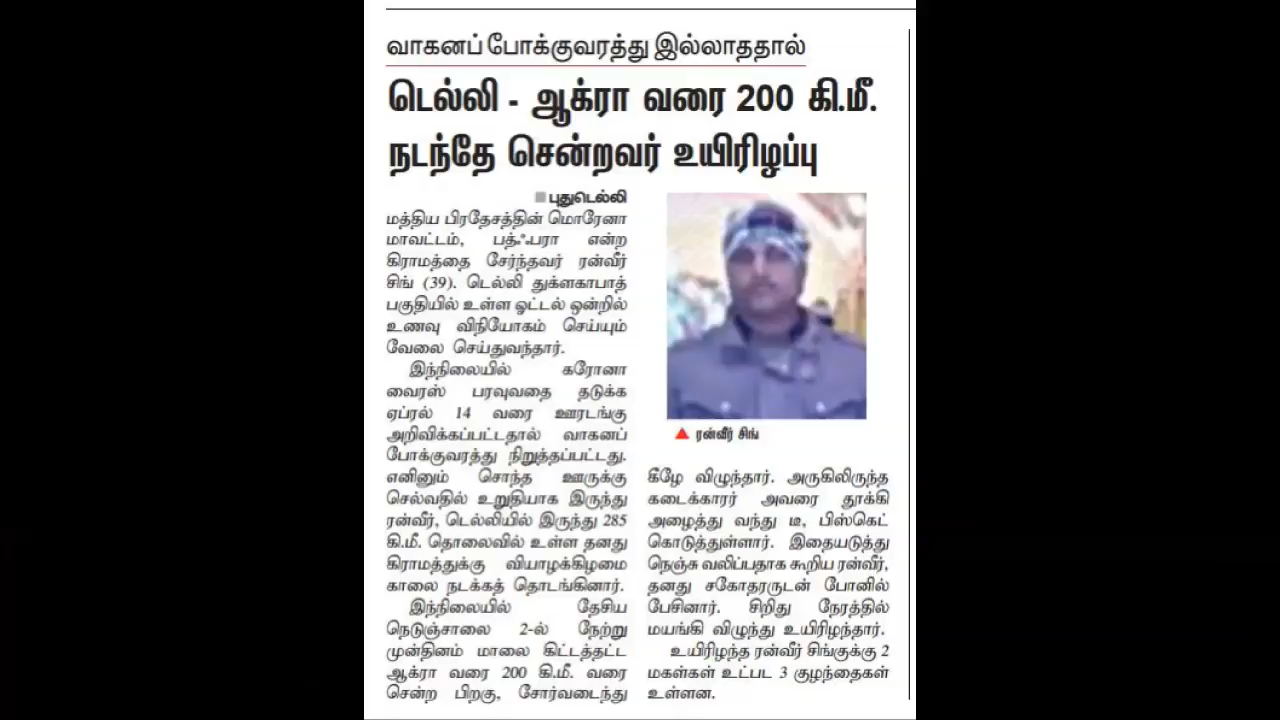 வாகனப் போக்குவரத்து இல்லாததால்
டெல்லி - ஆக்ரா வரை 200 கி.மீ.
நடந்தே சென்றவர் உயிரிழப்பு
புதுடெல்லி
மத்திய பிரதேசத்தின் மொரேனா
மாவட்டம், பத்ஃபரா என்ற
கிராமத்தை சேர்ந்தவர் ரன்வீர்
சிங் (39). டெல்லி துக்ளகாபாத்
பகுதியில் உள்ள ஓட்டல் ஒன்றில்
உணவு விநியோகம் செய்யும்
வேலை செய்துவந்தார்.
இந்நிலையில் கரோனா
வைரஸ் பரவுவதை தடுக்க
ஏப்ரல் 14 வரை ஊரடங்கு
அறிவிக்கப்பட்டதால் வாகனப்
போக்குவரத்து நிறுத்தப்பட்டது.
எனினும் சொந்த ஊருக்கு
செல்வதில் உறுதியாக இருந்து
ரன்வீர், டெல்லியில் இருந்து 285
கி.மீ. தொலைவில் உள்ள தனது
கிராமத்துக்கு வியாழக்கிழமை
காலை நடக்கத் தொடங்கினார்.
இந்நிலையில் தேசிய
நெடுஞ்சாலை 2-ல் நேற்று
முன்தினம் மாலை கிட்டத்தட்ட
ஆக்ரா வரை 200 கி.மீ. வரை
சென்ற பிறகு, சோர்வடைந்து
ரன்வீர் சிங்
கீழே விழுந்தார். அருகிலிருந்த
கடைக்காரர் அவரை தூக்கி
அழைத்து வந்து டீ, பிஸ்கெட்
கொடுத்துள்ளார். இதையடுத்து
நெஞ்சு வலிப்பதாக கூறிய ரன்வீர்,
தனது சகோதரருடன் போனில்
பேசினார். சிறிது நேரத்தில்
மயங்கி விழுந்து உயிரிழந்தார்.
உயிரிழந்த ரன்வீர் சிங்குக்கு 2
மகள்கள் உட்பட 3 குழந்தைகள்
உள்ளன.